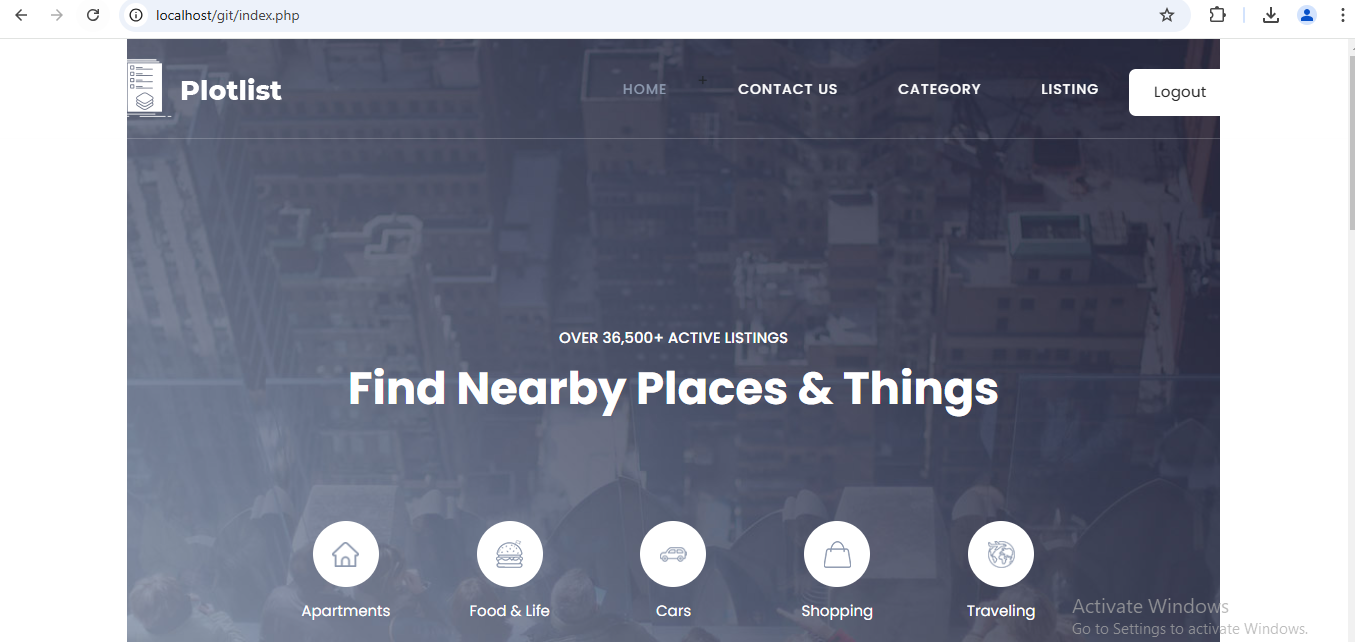 localhost/git/index.php
Plotlist
HOME
CONTACT US
CATEGORY
LISTING
Logout
OVER 36,500+ ACTIVE LISTINGS
Find Nearby Places & Things
Apartments
Food & Life
Cars
Shopping
Traveling
Activate Windows
Go to Settings to activate Windows.